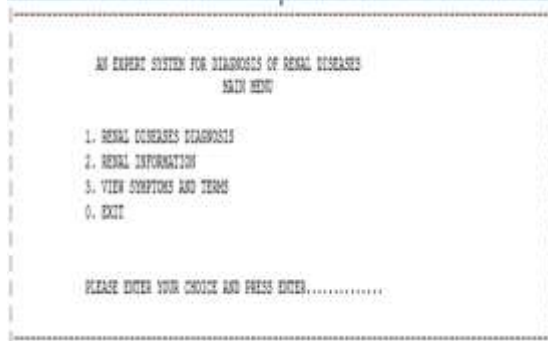 AN EXPERT SYSTEM FOR DIAGNOSIS OF RENAL DISEASES
MAIN MENU
1. RENAL DISEASES DIAGNOSIS
2. RENAL INFORMATION
3. VIEW SYMPTOMS AND TERMS
0. EXIT
PLEASE ENTER YOUR CHOICE AND PRESS ENTER..............